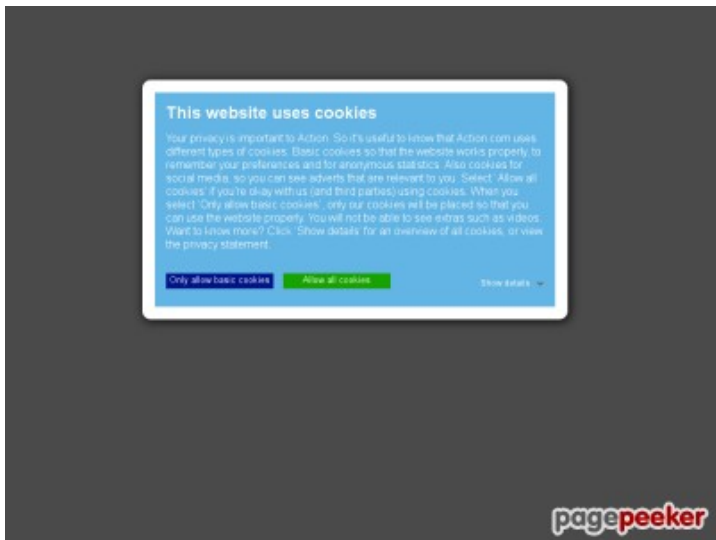 This website uses cookies
Your privacy is important to Action. So it's useful to know that Action.com uses
different types of cookies. Basic cookies so that the website works properly, to
remember your preferences and for anonymous statistics. Also cookies for
social media, so you can see adverts that are relevant to you. Select 'Allow all
cookies' if you're okay with us (and third parties) using cookies. When you
select 'Only allow basic cookies', only our cookies will be placed so that you
can use the website properly. You will not be able to see extras such as videos.
Want to know more? Click 'Show details' for an overview of all cookies, or view
the privacy statement.
Only allow basic cookies Allow all cookies Show details
pagepeeker